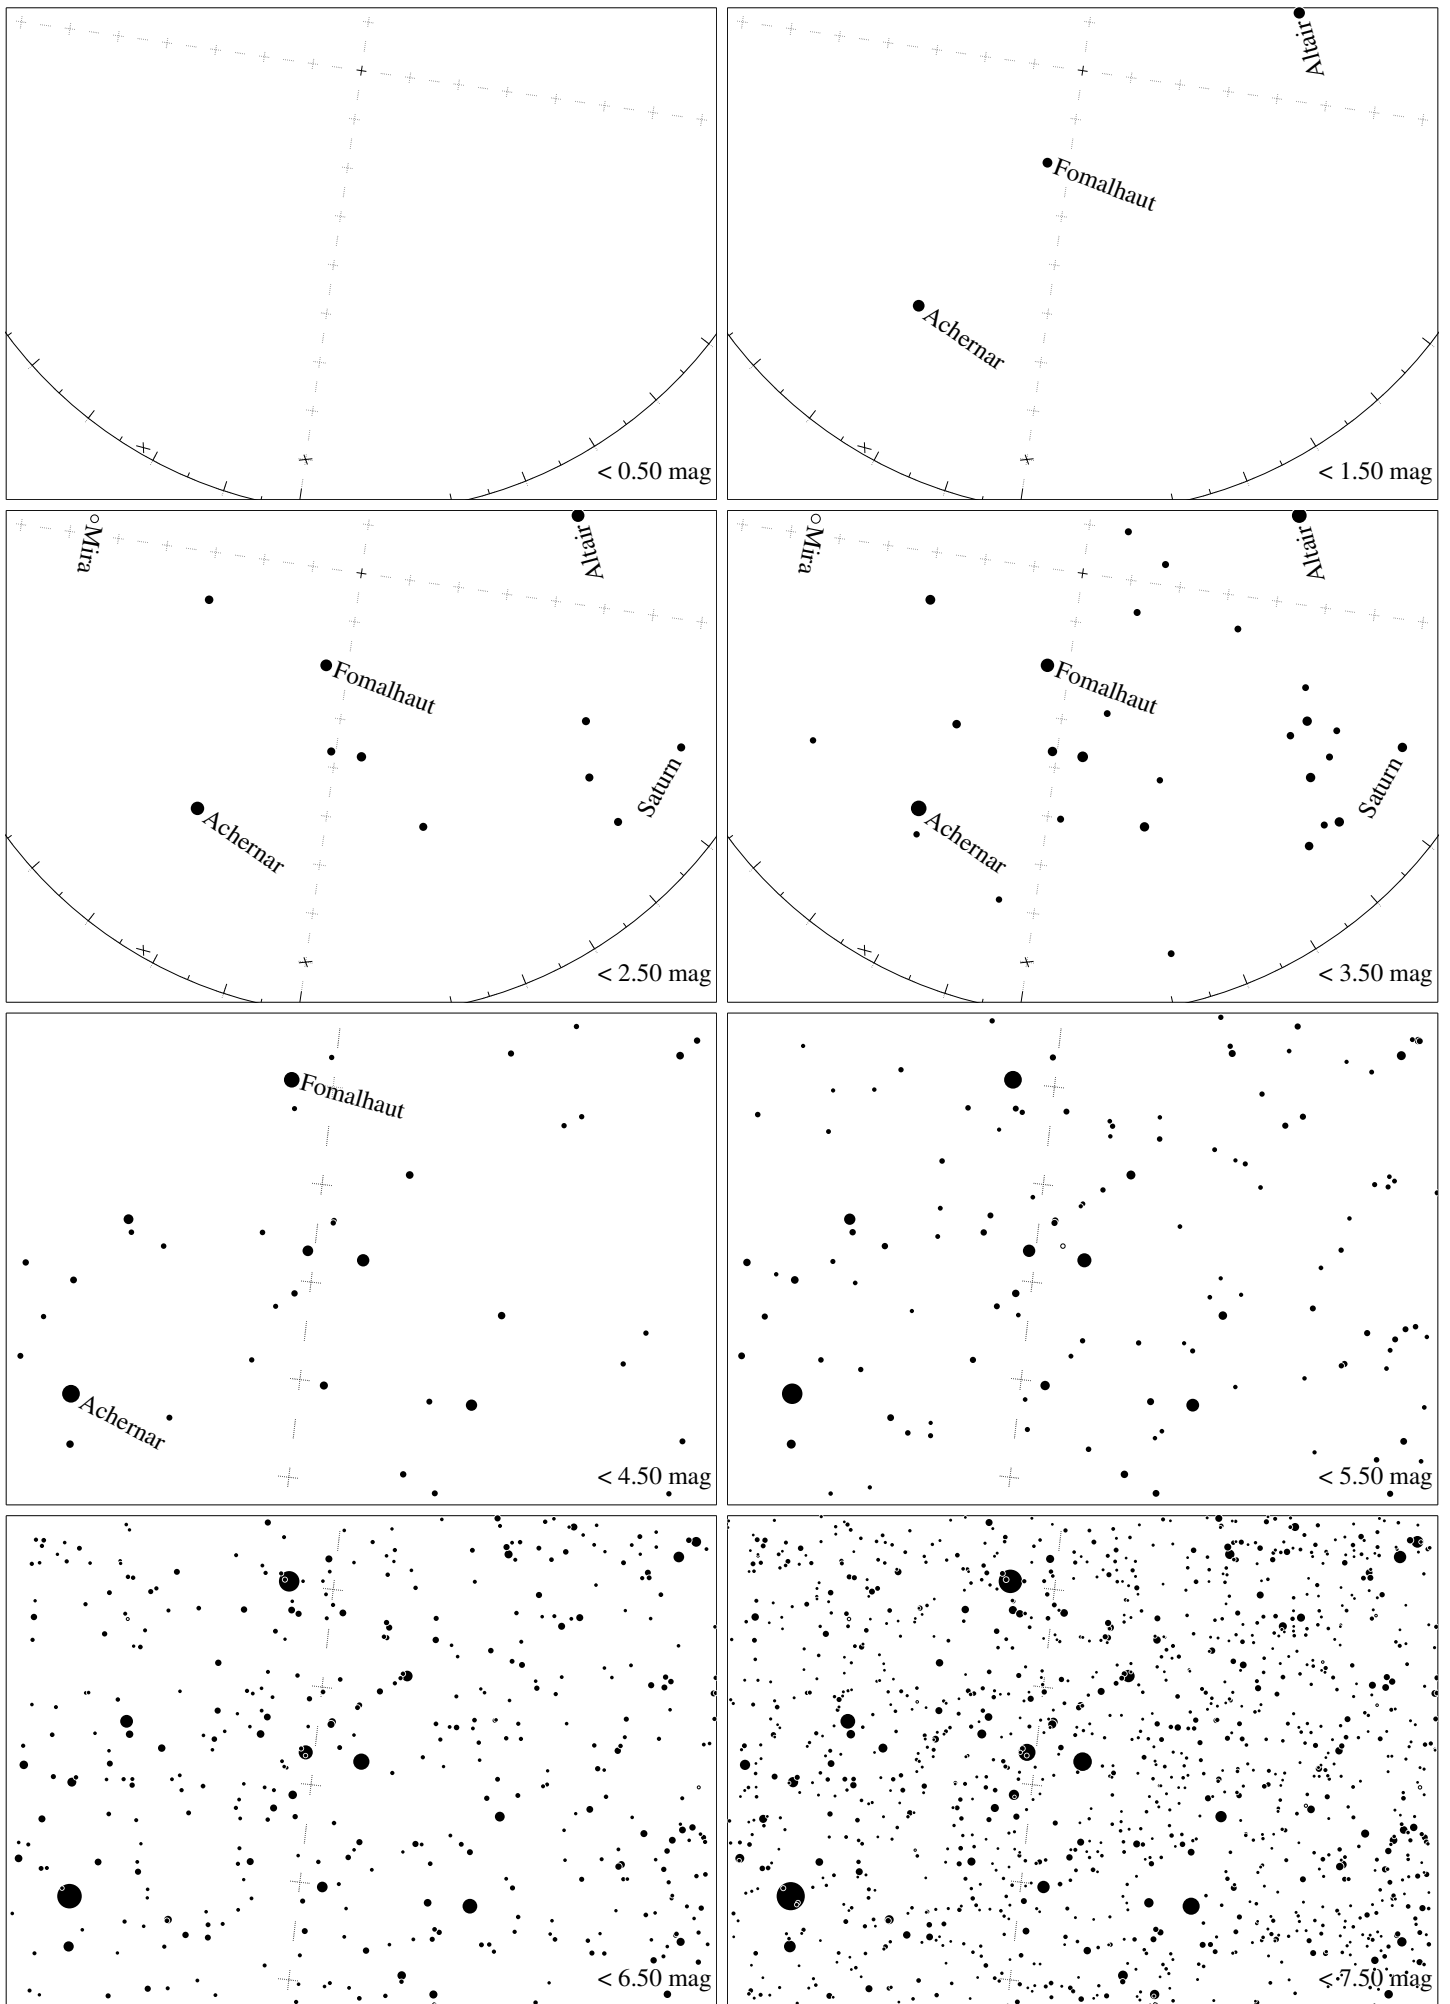 < 0.50 mag
Altair
Fomalhaut
Achernar
< 1.50 mag
Mira
Altair
Fomalhaut
Saturn
Achernar
< 2.50 mag
Mira
Altair
Fomalhaut
Saturn
Achernar
< 3.50 mag
Fomalhaut
Achernar
< 4.50 mag
< 5.50 mag
< 6.50 mag
< 7.50 mag